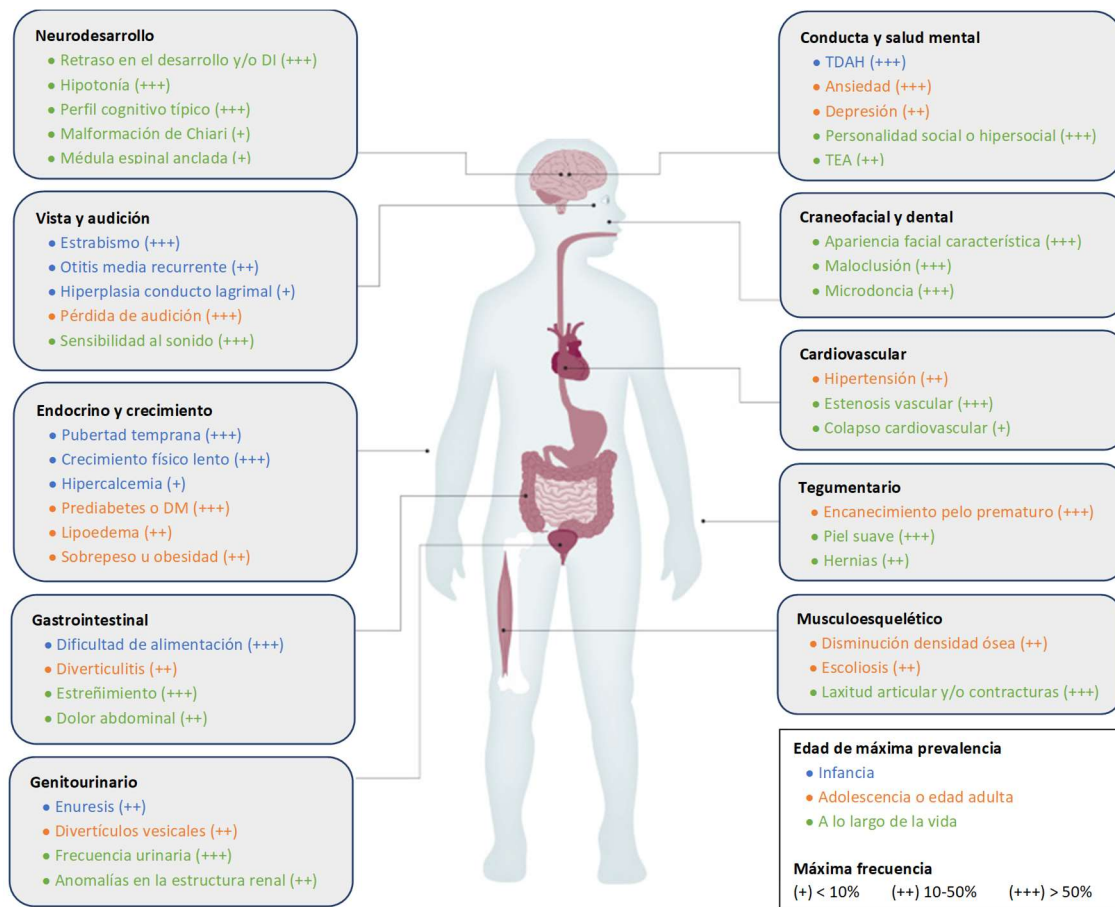 Neurodesarrollo
● Retraso en el desarrollo y/o DI (+++)
● Hipotonía (+++)
● Perfil cognitivo típico (+++)
● Malformación de Chiari (+)
● Médula espinal anclada (+)
Vista y audición
● Estrabismo (+++)
● Otitis media recurrente (++)
● Hiperplasia conducto lagrimal (+)
● Pérdida de audición (+++)
● Sensibilidad al sonido (+++)
Endocrino y crecimiento
● Pubertad temprana (+++)
● Crecimiento físico lento (+++)
● Hipercalcemia (+)
● Prediabetes o DM (+++)
● Lipoedema (++)
● Sobrepeso u obesidad (++)
Gastrointestinal
● Dificultad de alimentación (+++)
● Diverticulitis (++)
● Estreñimiento (+++)
● Dolor abdominal (++)
Genitourinario
● Enuresis (++)
● Divertículos vesicales (++)
● Frecuencia urinaria (+++)
● Anomalías en la estructura renal (++)
Conducta y salud mental
● TDAH (+++)
● Ansiedad (+++)
● Depresión (++)
● Personalidad social o hipersocial (+++)
● TEA (++)
Craneofacial y dental
● Apariencia facial característica (+++)
● Maloclusión (+++)
● Microdoncia (+++)
Cardiovascular
● Hipertensión (++)
● Estenosis vascular (+++)
● Colapso cardiovascular (+)
Tegumentario
● Encanecimiento pelo prematuro (+++)
● Piel suave (+++)
● Hernias (++)
Musculoesquelético
● Disminución densidad ósea (++)
● Escoliosis (++)
● Laxitud articular y/o contracturas (+++)
Edad de máxima prevalencia
● Infancia
● Adolescencia o edad adulta
● A lo largo de la vida
Máxima frecuencia
(+) < 10% (++) 10-50% (+++) > 50%